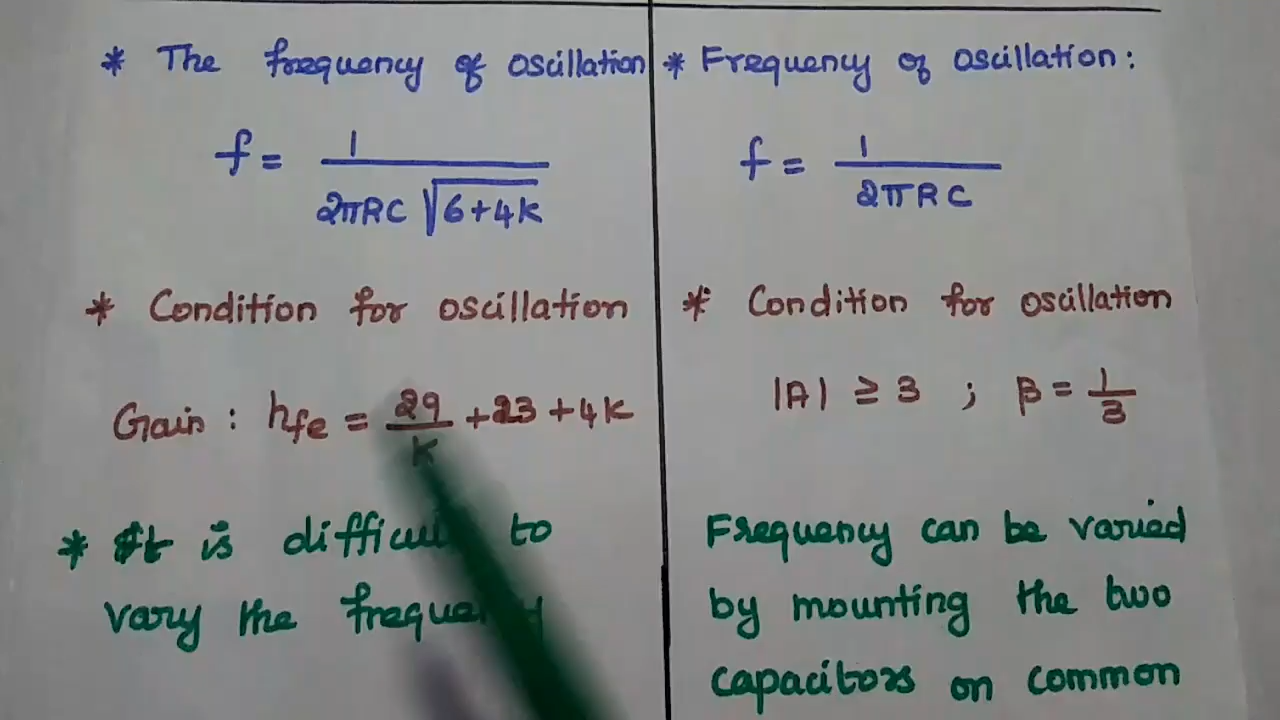 * The frequency of oscillation
f = 1 / 2πRC √6+4k
* Condition for oscillation
Gain : hfe = 29/k + 23 + 4k
* It is to
vary the
* Frequency of oscillation :
f = 1 / 2πRC
* Condition for oscillation
|A| ≥ 3 ; β = 1/3
Frequency can be varied
by mounting the two
capacitors on common